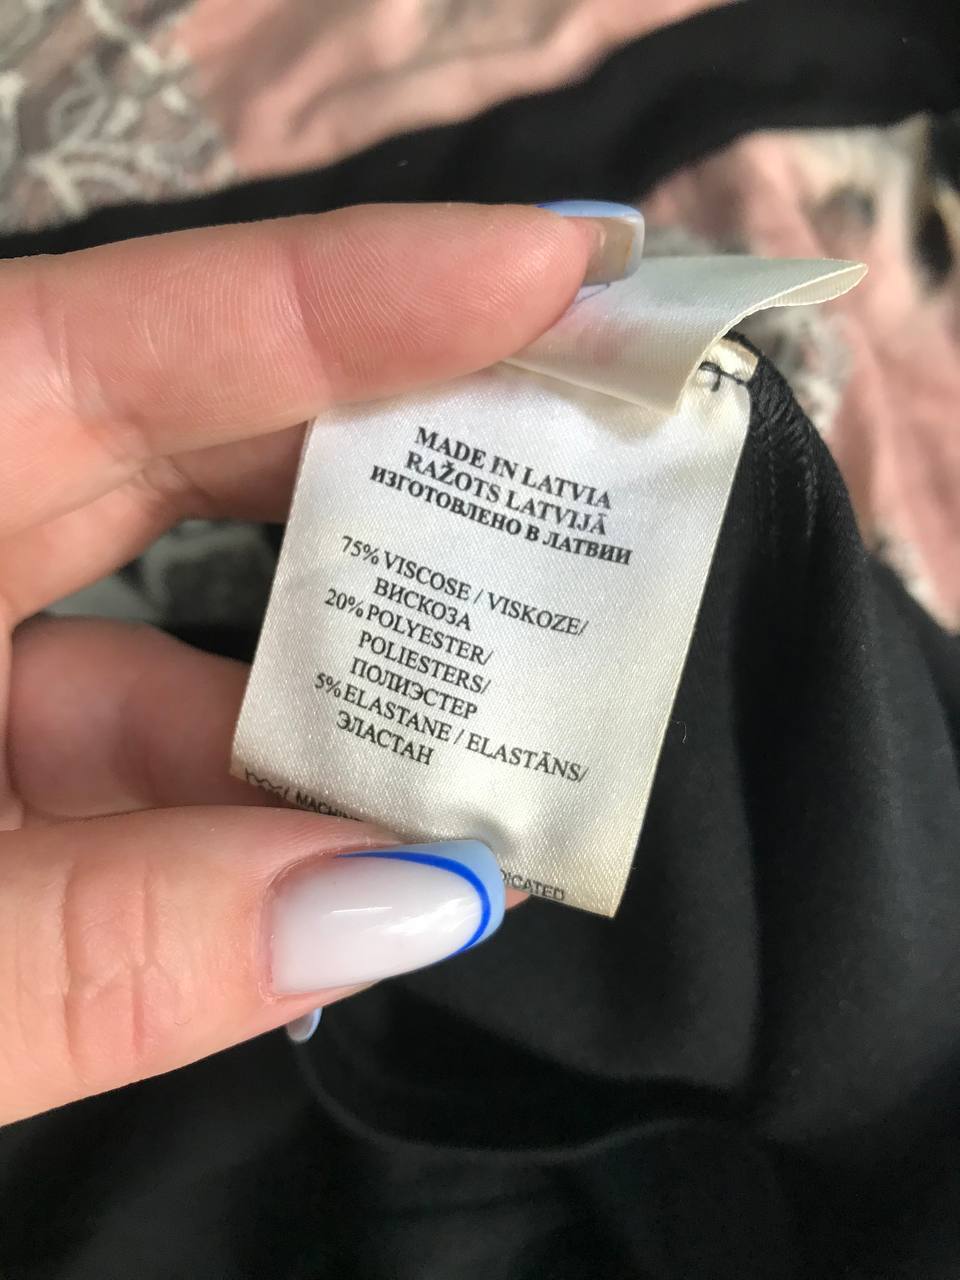 MADE IN LATVIA
RAŽOTS LATVIJĀ
ИЗГОТОВЛЕНО В ЛАТВИИ
75% VISCOSE / VISKOZE/
ВИСКОЗА
20% POLYESTER/
POLIESTERS/
ПОЛИЭСТЕР
5% ELASTANE / ELASTĀNS/
ЭЛАСТАН